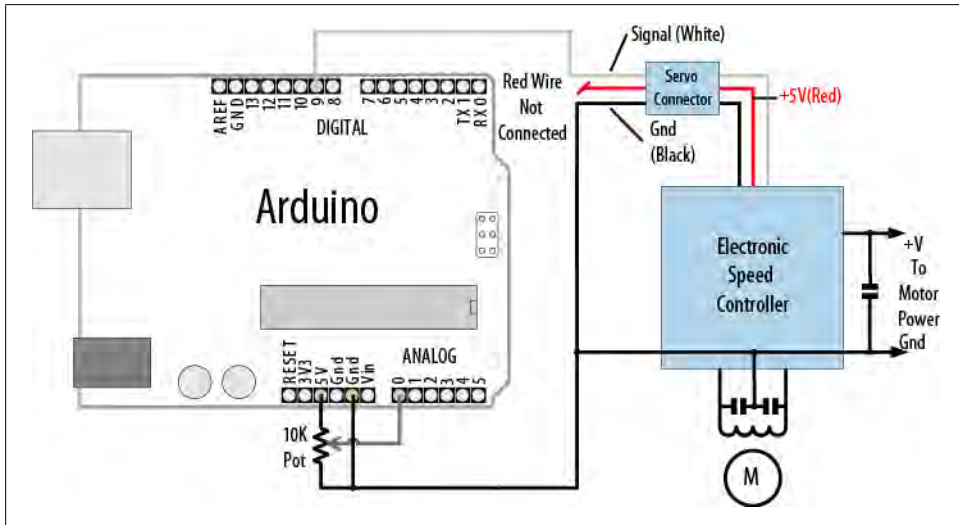 Signal (White)
Servo
Connector
Red Wire
Not
Connected
+5V(Red)
Gnd
(Black)
AREF
GND
13
12
11
10
9
8
7
6
5
4
3
2
TX 1
RX 0
DIGITAL
Arduino
Electronic
Speed
Controller
+V
To
Motor
Power
Gnd
ANALOG
RESET
3V3
5V
Gnd
Gnd
Vin
0
1
2
3
4
5
10K
Pot
M